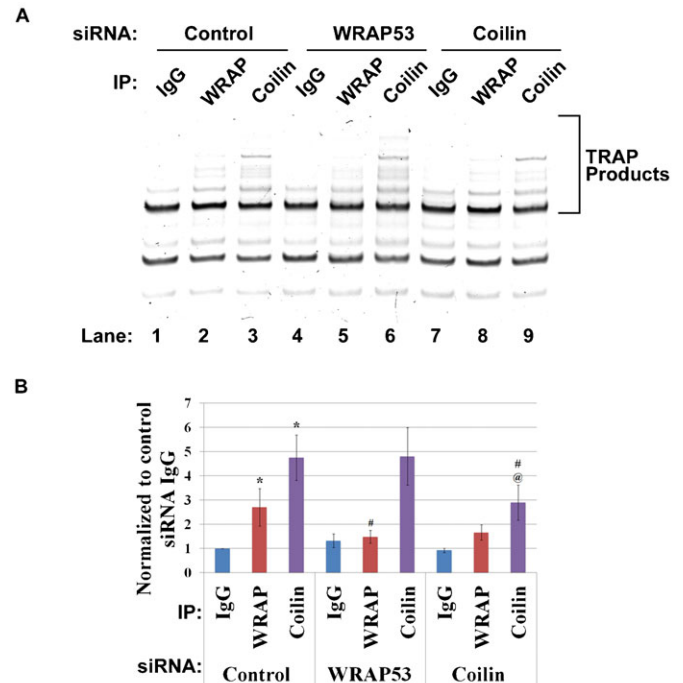 A
siRNA: Control WRAP53 Coilin
IP: IgG WRAP Coilin IgG WRAP Coilin IgG WRAP Coilin
TRAP
Products
Lane: 1 2 3 4 5 6 7 8 9
B
Normalized to control
siRNA IgG
7
6
5
4
3
2
1
0
* * # # @
IP: IgG WRAP Coilin IgG WRAP Coilin IgG WRAP Coilin
siRNA: Control WRAP53 Coilin